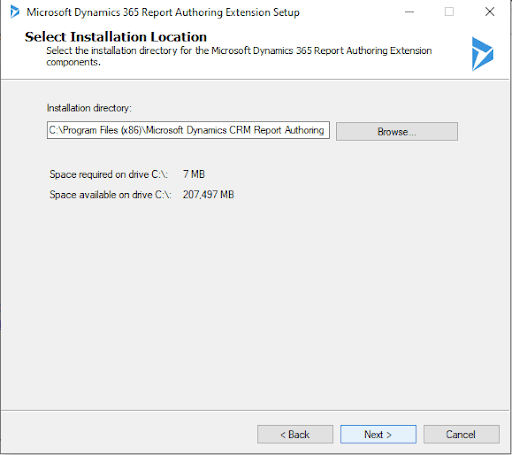 Microsoft Dynamics 365 Report Authoring Extension Setup
Select Installation Location
Select the installation directory for the Microsoft Dynamics 365 Report Authoring Extension
components.
Installation directory:
C:\Program Files (x86)\Microsoft Dynamics CRM Report Authoring
Browse...
Space required on drive C:\: 7 MB
Space available on drive C:\: 207,497 MB
< Back Next > Cancel